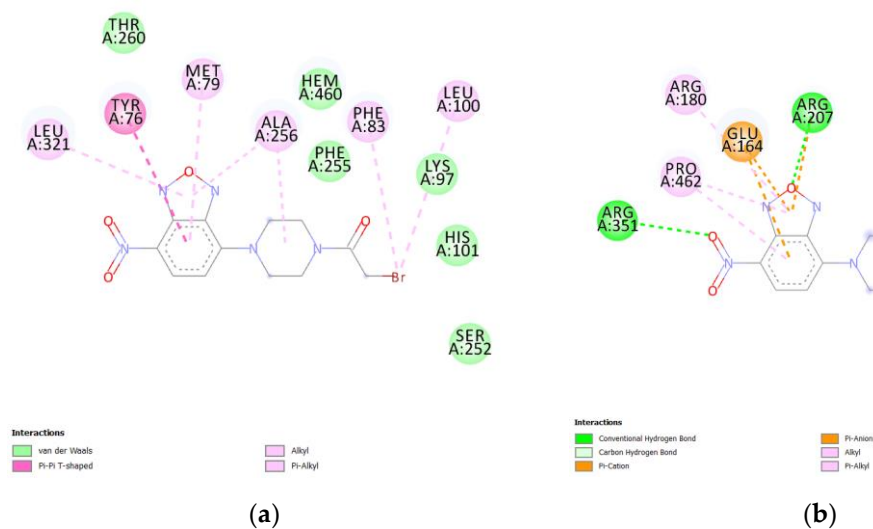 THR
A:260
MET
A:79
HEM
A:460
LEU
A:100
TYR
A:76
LEU
A:321
ALA
A:256
PHE
A:83
PHE
A:255
LYS
A:97
HIS
A:101
SER
A:252
O
N
N
O
N
O
N
N
O
Br
Interactions
van der Waals
Pi-Pi T-shaped
Alkyl
Pi-Alkyl
(a)
ARG
A:180
ARG
A:207
GLU
A:164
PRO
A:462
ARG
A:351
O
N
N
O
N
O
N
Interactions
Conventional Hydrogen Bond
Carbon Hydrogen Bond
Pi-Cation
Pi-Anion
Alkyl
Pi-Alkyl
(b)